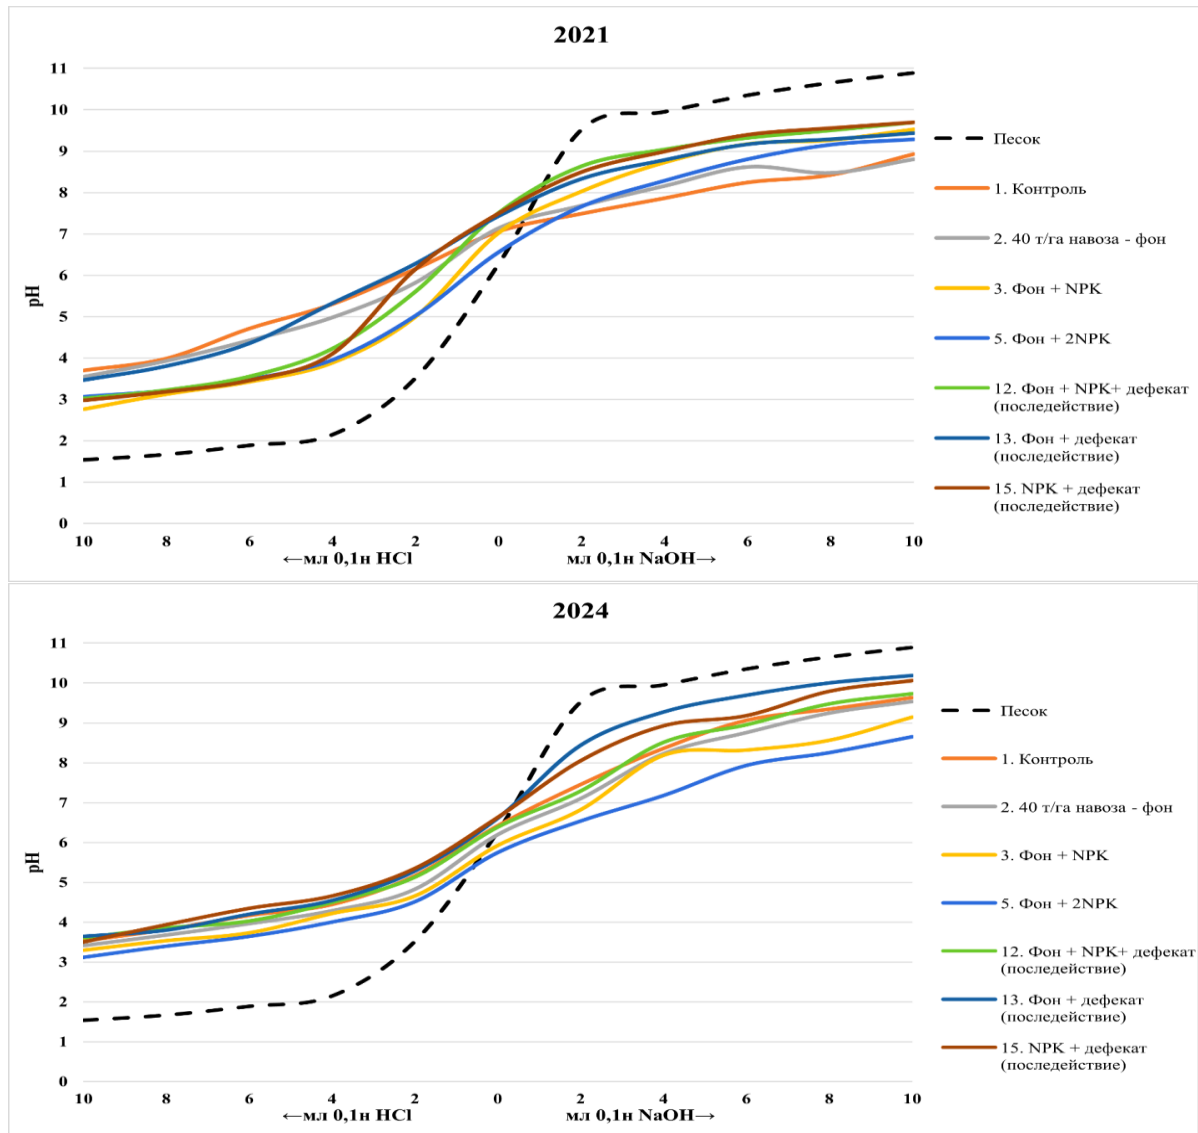 2021
11
10
9
8
7
6
5
4
3
2
1
0
pH
10 8 6 4 2 0 2 4 6 8 10
←мл 0,1н HCl мл 0,1н NaOH→
Песок
1. Контроль
2. 40 т/га навоза - фон
3. Фон + NPK
5. Фон + 2NPK
12. Фон + NPK+ дефекат
(последействие)
13. Фон + дефекат
(последействие)
15. NPK + дефекат
(последействие)
2024
11
10
9
8
7
6
5
4
3
2
1
0
pH
10 8 6 4 2 0 2 4 6 8 10
←мл 0,1н HCl мл 0,1н NaOH→
Песок
1. Контроль
2. 40 т/га навоза - фон
3. Фон + NPK
5. Фон + 2NPK
12. Фон + NPK+ дефекат
(последействие)
13. Фон + дефекат
(последействие)
15. NPK + дефекат
(последействие)